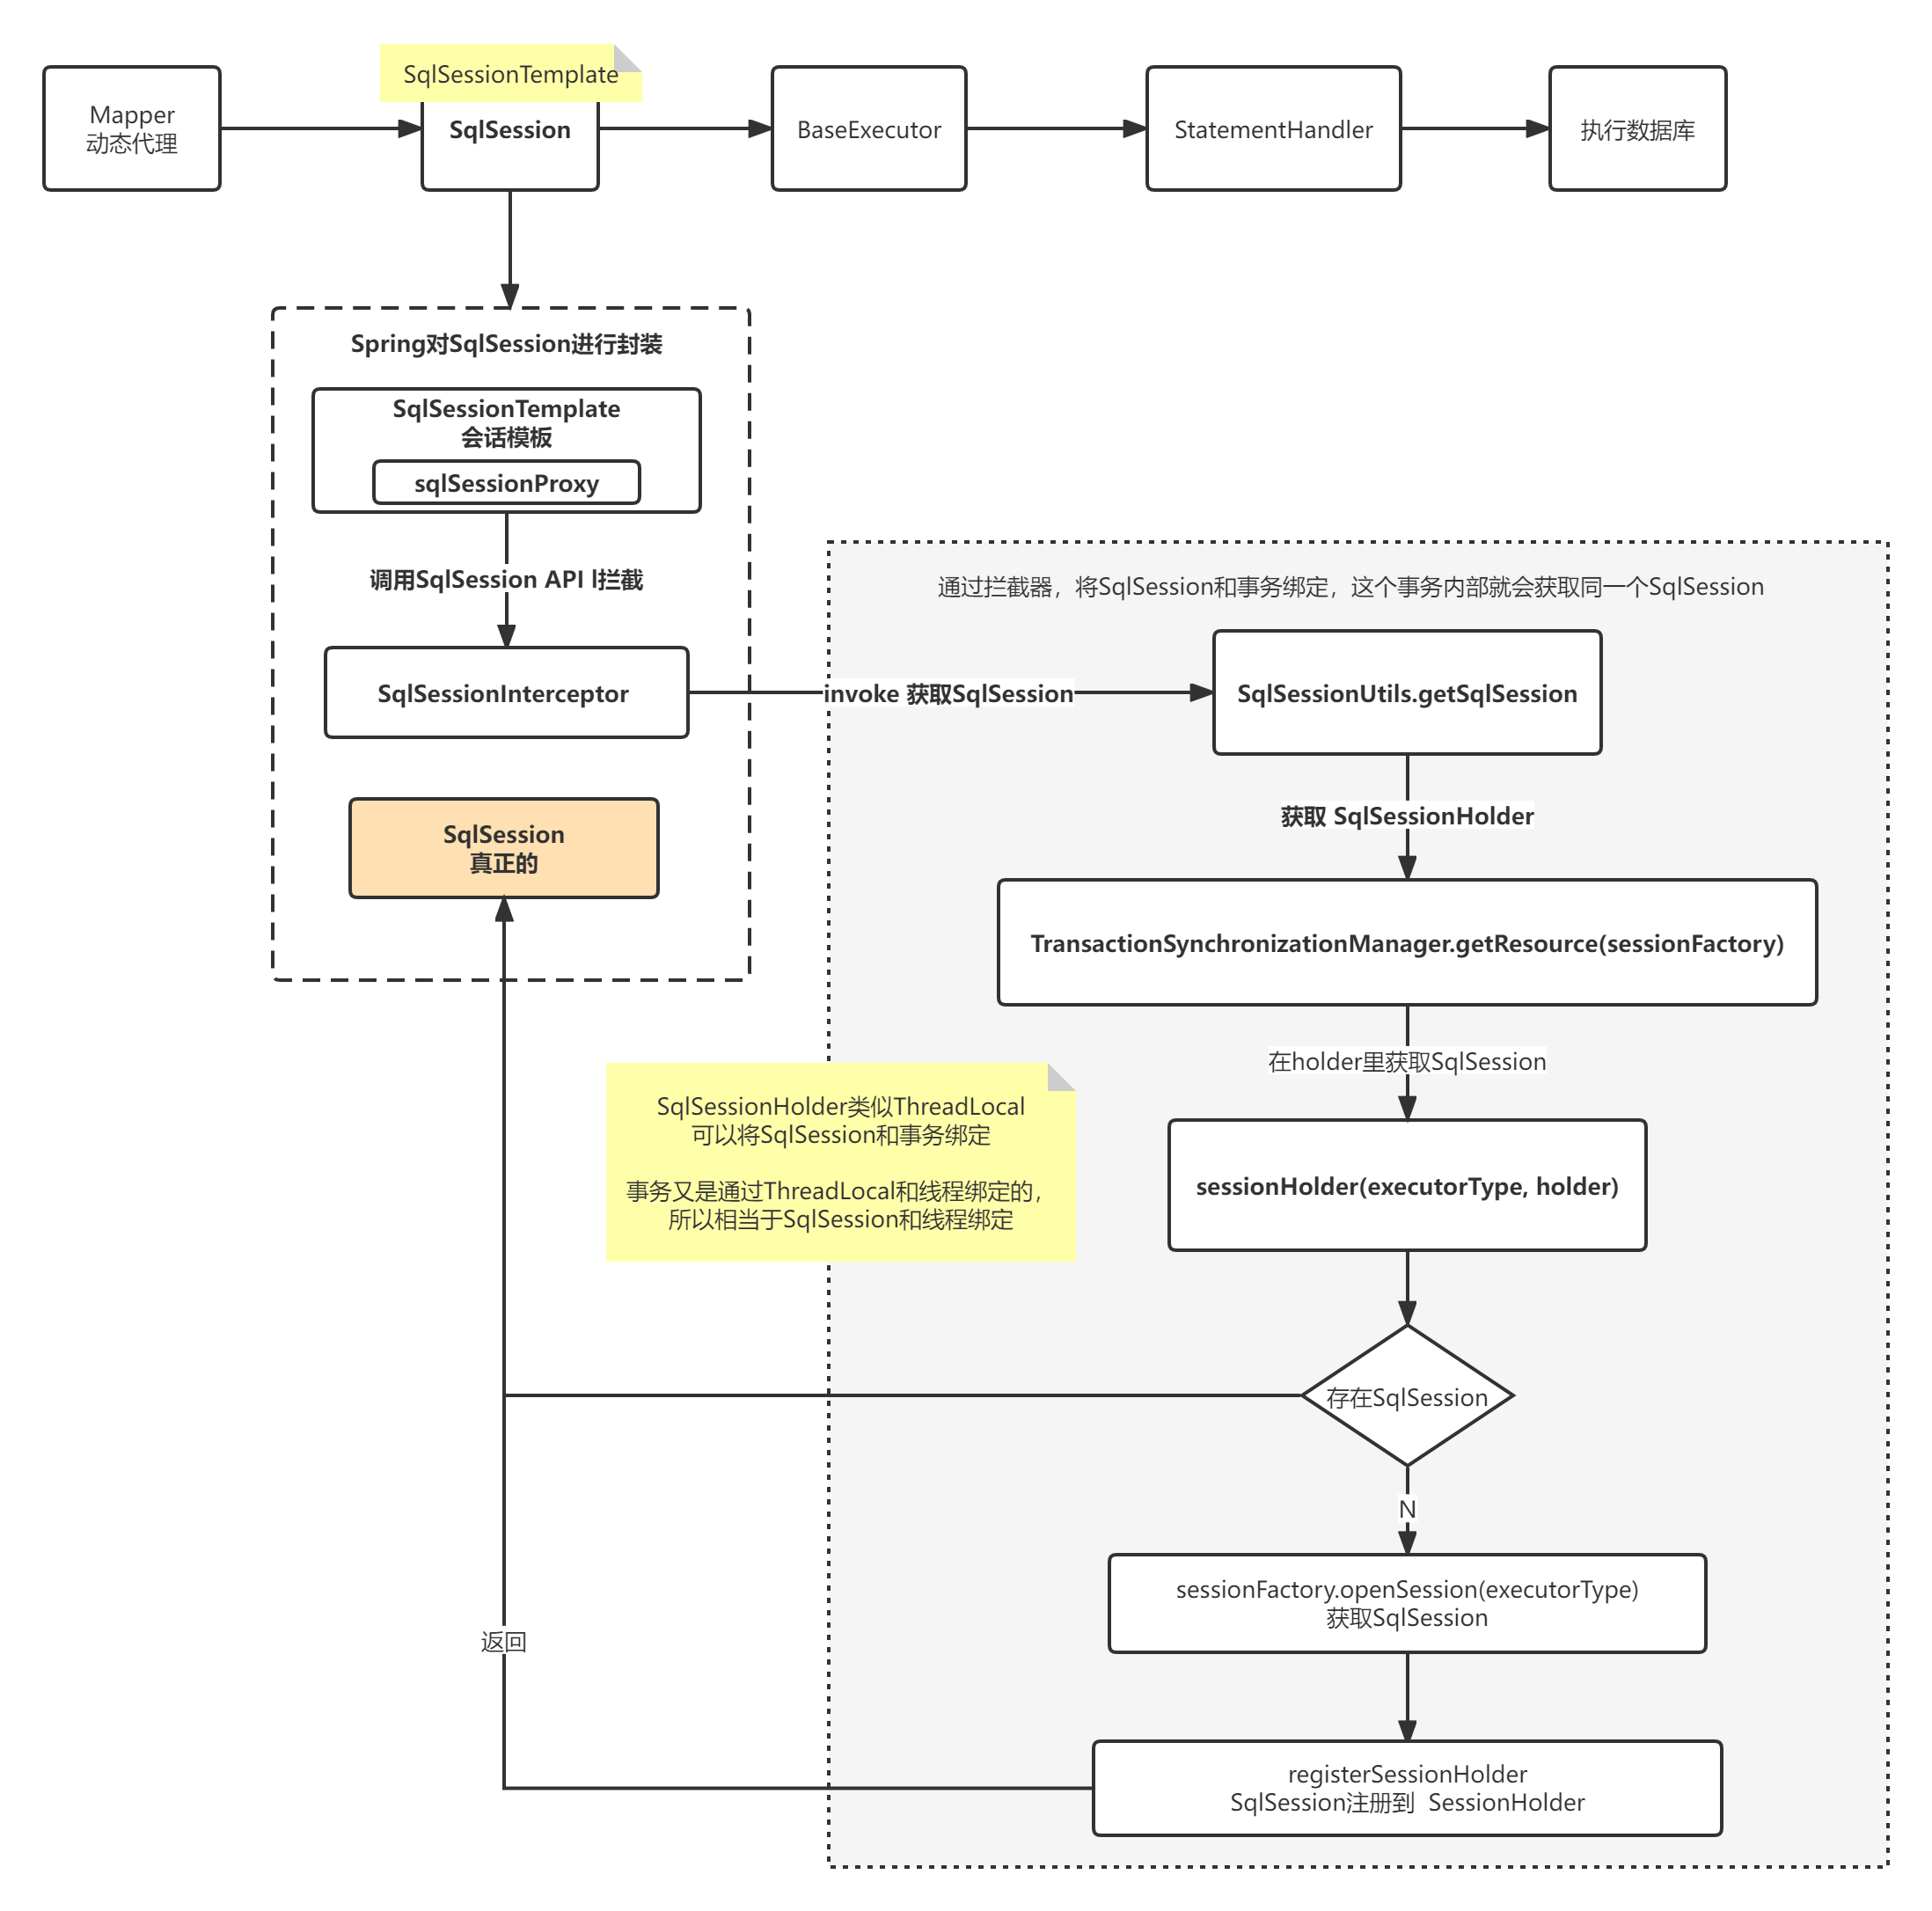 Mapper
动态代理
SqlSessionTemplate
SqlSession
BaseExecutor
StatementHandler
执行数据库
Spring对SqlSession进行封装
SqlSessionTemplate
会话模板
sqlSessionProxy
调用SqlSession API l拦截
SqlSessionInterceptor
SqlSession
真正的
invoke 获取SqlSession
通过拦截器，将SqlSession和事务绑定，这个事务内部就会获取同一个SqlSession
SqlSessionUtils.getSqlSession
获取 SqlSessionHolder
TransactionSynchronizationManager.getResource(sessionFactory)
在holder里获取SqlSession
SqlSessionHolder类似ThreadLocal
可以将SqlSession和事务绑定
事务又是通过ThreadLocal和线程绑定的，
所以相当于SqlSession和线程绑定
sessionHolder(executorType, holder)
存在SqlSession
N
sessionFactory.openSession(executorType)
获取SqlSession
返回
registerSessionHolder
SqlSession注册到 SessionHolder